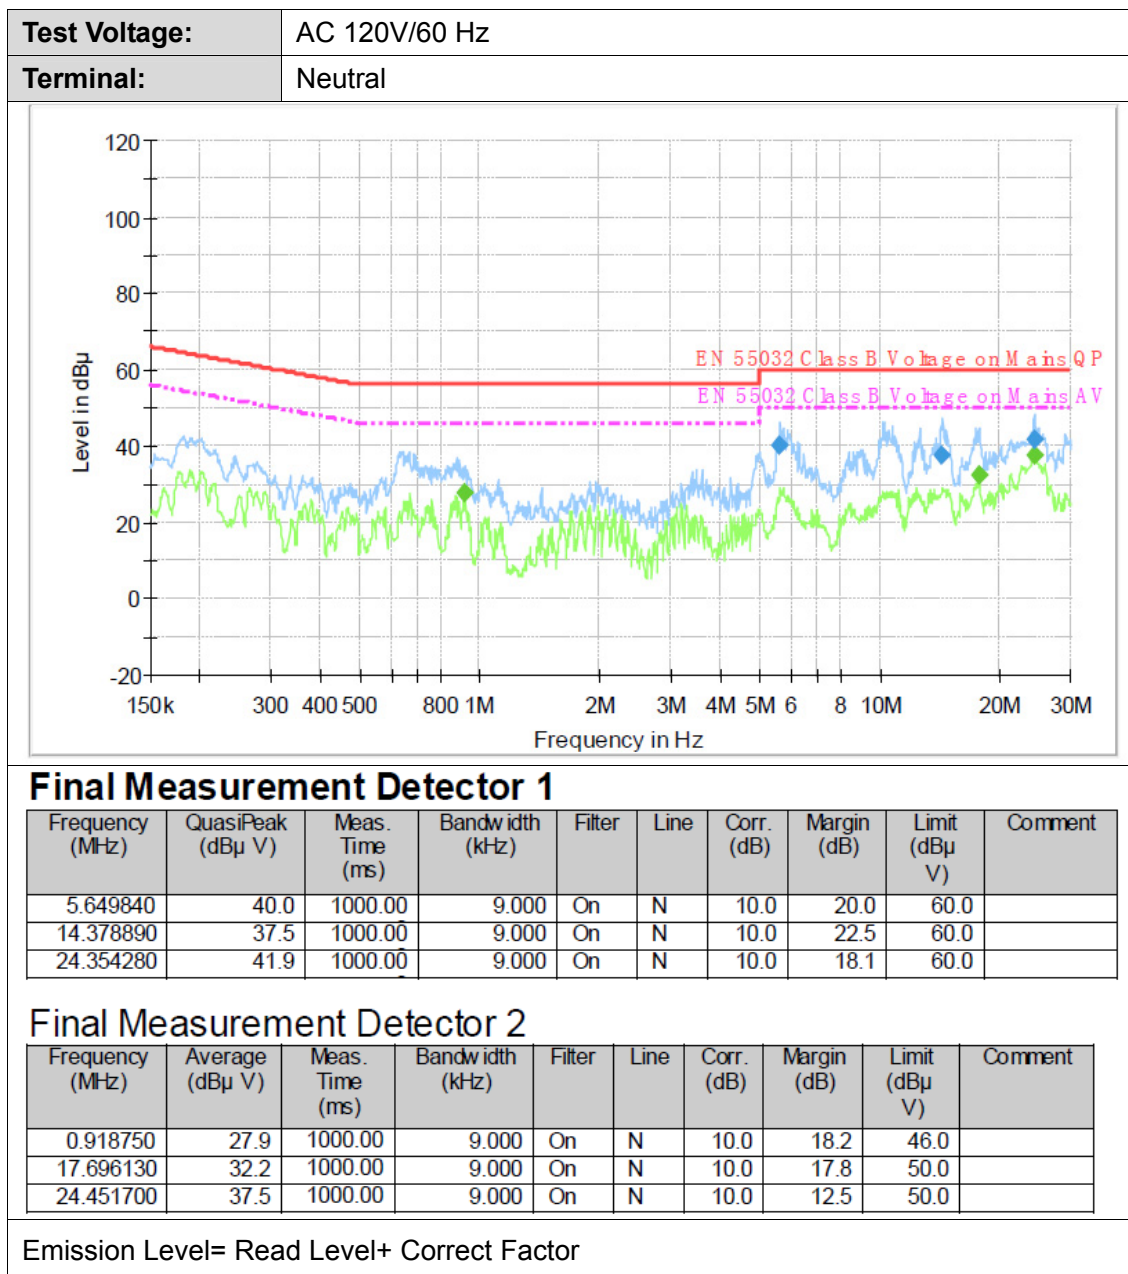 Test Voltage: AC 120V/60 Hz
Terminal: Neutral
120
100
80
60
40
20
0
-20
Level in dBµ
EN 55032 Class B Voltage on Mains QP
EN 55032 Class B Voltage on Mains AV
150k 300 400 500 800 1M 2M 3M 4M 5M 6 8 10M 20M 30M
Frequency in Hz
Final Measurement Detector 1
Frequency (MHz) QuasiPeak (dBµ V) Meas. Time (ms) Bandwidth (kHz) Filter Line Corr. (dB) Margin (dB) Limit (dBµ V) Comment
5.649840 40.0 1000.00 9.000 On N 10.0 20.0 60.0
14.378890 37.5 1000.00 9.000 On N 10.0 22.5 60.0
24.354280 41.9 1000.00 9.000 On N 10.0 18.1 60.0
Final Measurement Detector 2
Frequency (MHz) Average (dBµ V) Meas. Time (ms) Bandwidth (kHz) Filter Line Corr. (dB) Margin (dB) Limit (dBµ V) Comment
0.918750 27.9 1000.00 9.000 On N 10.0 18.2 46.0
17.696130 32.2 1000.00 9.000 On N 10.0 17.8 50.0
24.451700 37.5 1000.00 9.000 On N 10.0 12.5 50.0
Emission Level= Read Level+ Correct Factor